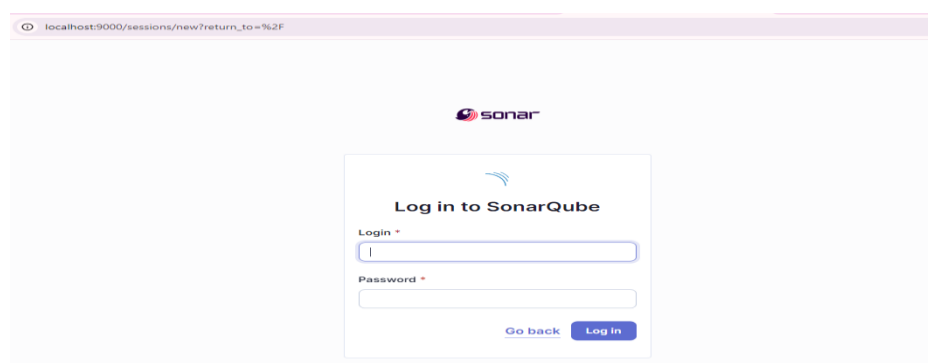 localhost:9000/sessions/new?return_to=%2F
sonar
Log in to SonarQube
Login *
Password *
Go back Log in